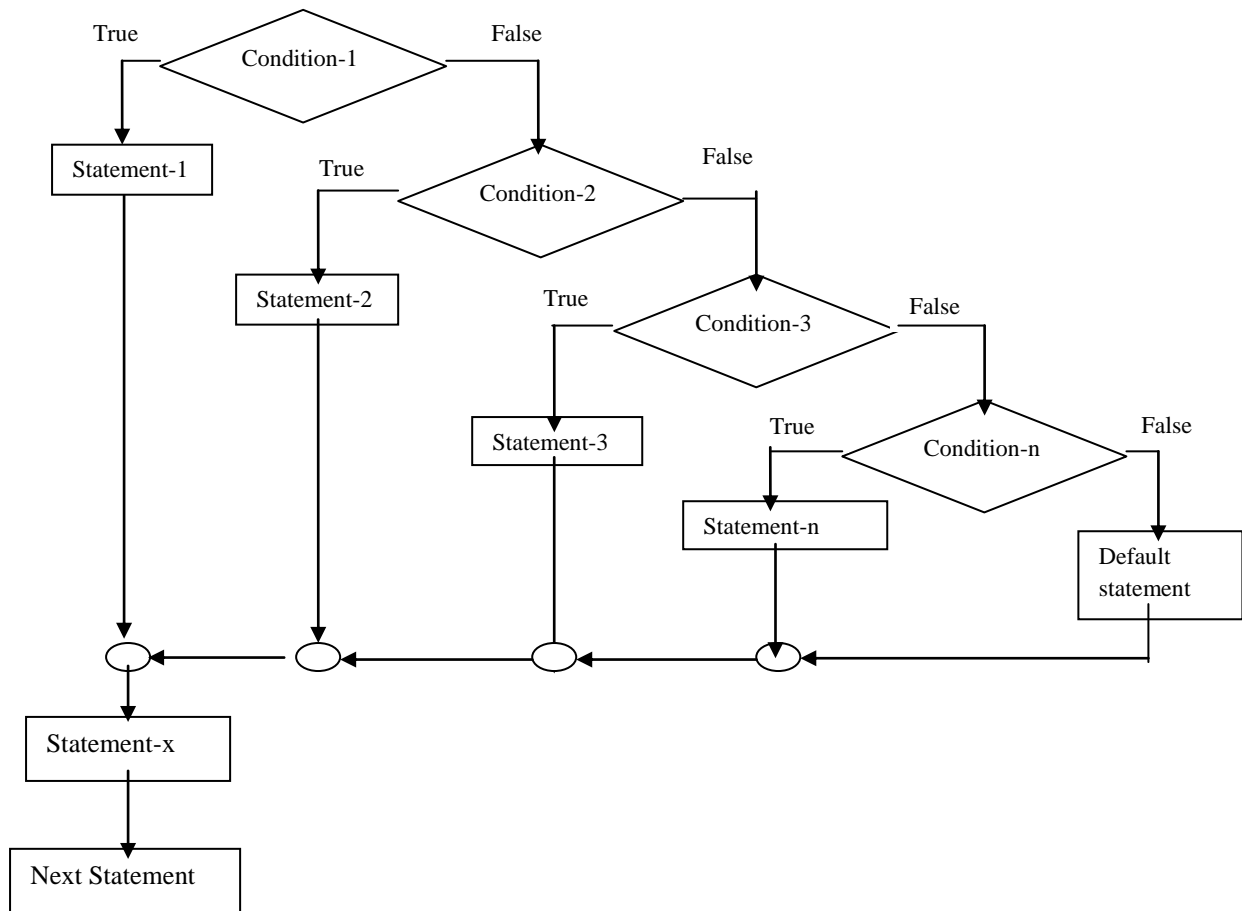 True
False
Condition-1
Statement-1
True
False
Condition-2
Statement-2
True
False
Condition-3
Statement-3
True
False
Condition-n
Statement-n
Default
statement
Statement-x
Next Statement